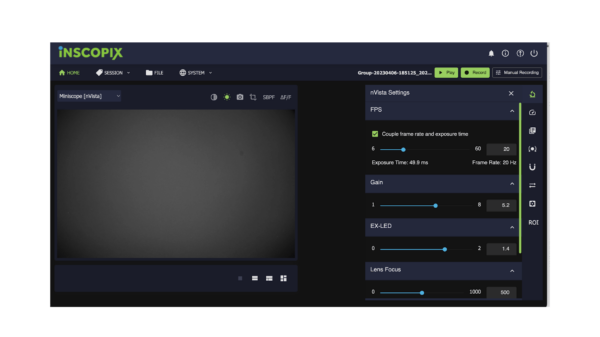 iNSCOPIX
HOME SESSION FILE SYSTEM Group-20230406-185125_202... Play Record Manual Recording
Miniscope [nVista]
SBPF ΔF/F
nVista Settings
FPS
Couple frame rate and exposure time
6 60 20
Exposure Time: 49.9 ms Frame Rate: 20 Hz
Gain
1 8 5.2
EX-LED
0 2 1.4
ROI
Lens Focus
0 1000 500